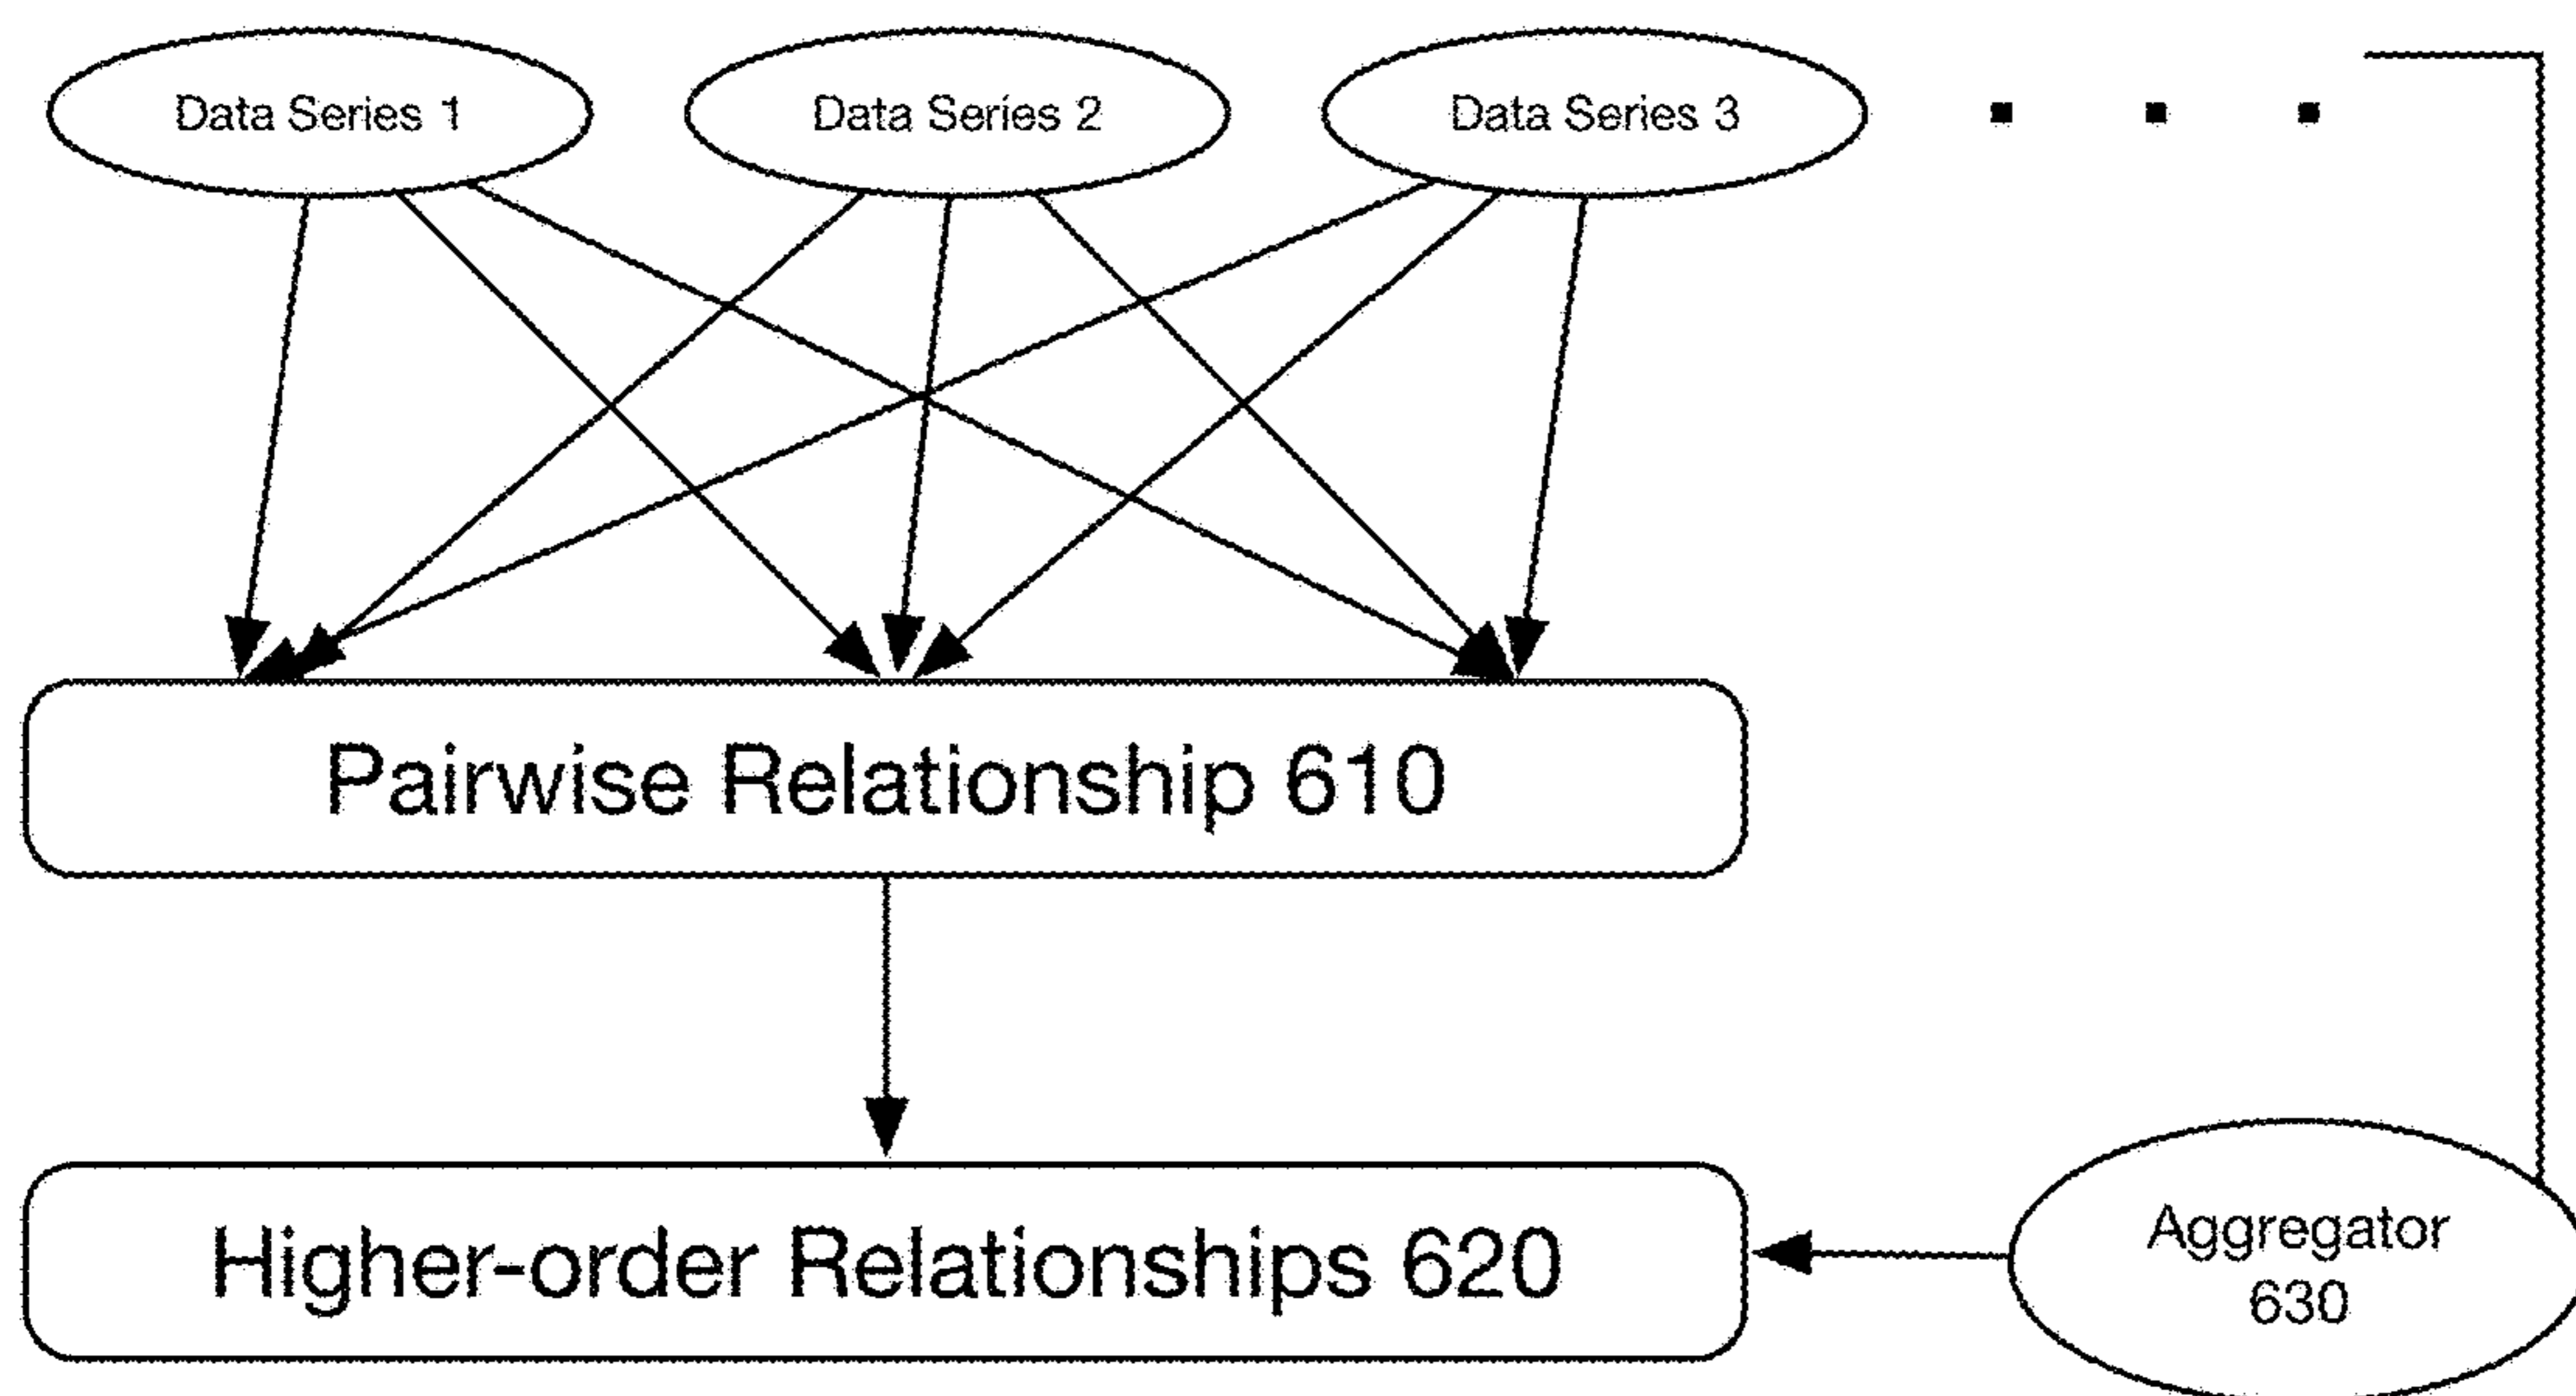 Data Series 1
Data Series 2
Data Series 3
Pairwise Relationship 610
Higher-order Relationships 620
Aggregator
630